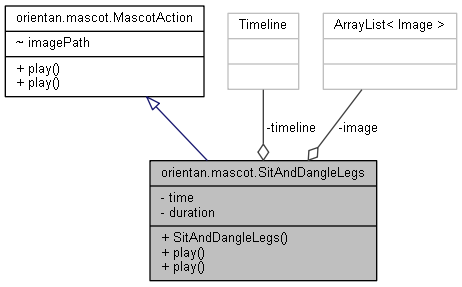 orientan.mascot.MascotAction
~ imagePath
+ play()
+ play()
Timeline
ArrayList< Image >
-timeline
-image
orientan.mascot.SitAndDangleLegs
- time
- duration
+ SitAndDangleLegs()
+ play()
+ play()